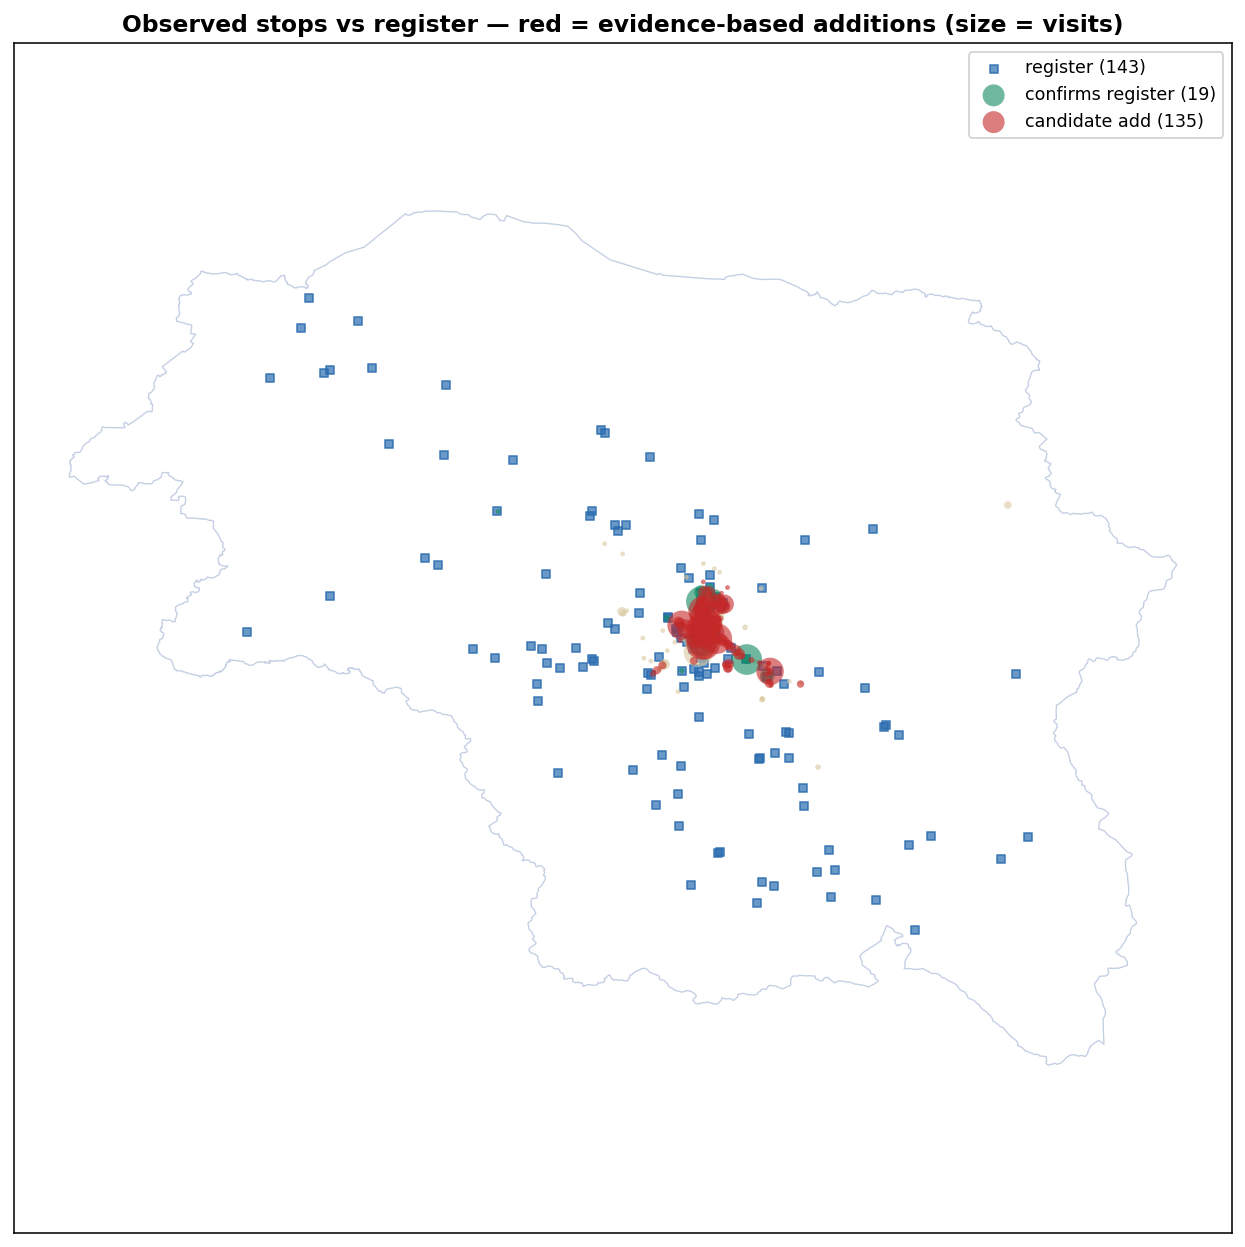 Observed stops vs register — red = evidence-based additions (size = visits)
register (143)
confirms register (19)
candidate add (135)